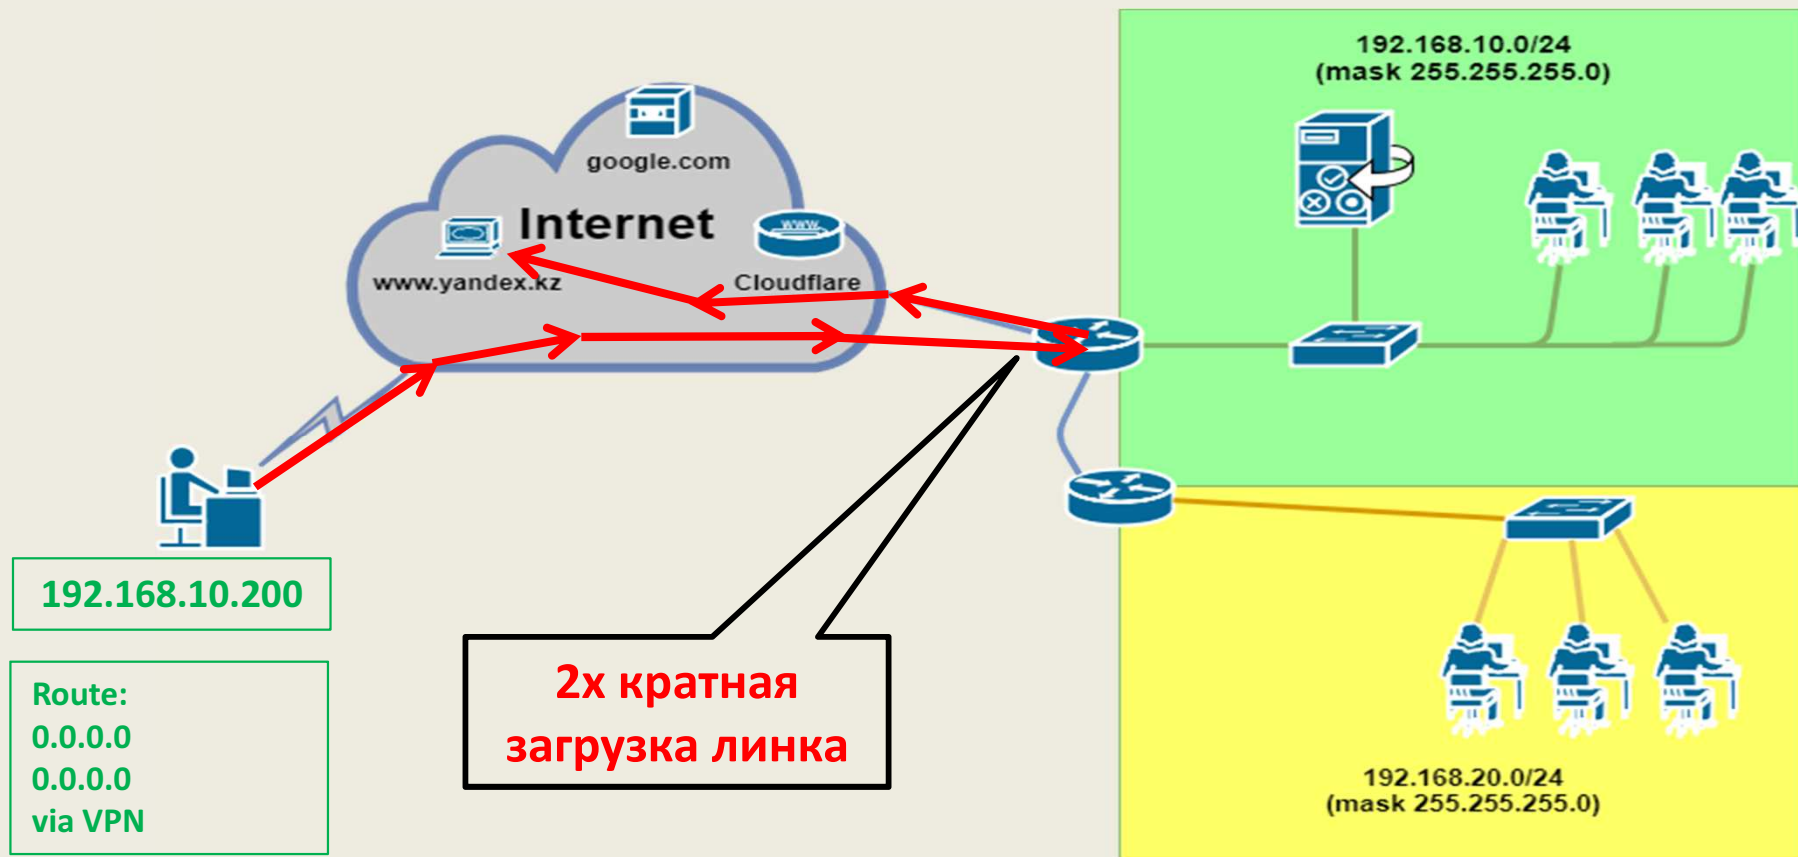 192.168.10.0/24
(mask 255.255.255.0)
google.com
Internet
www
www.yandex.kz
Cloudflare
192.168.10.200
Route:
0.0.0.0
0.0.0.0
via VPN
2х кратная
загрузка линка
192.168.20.0/24
(mask 255.255.255.0)